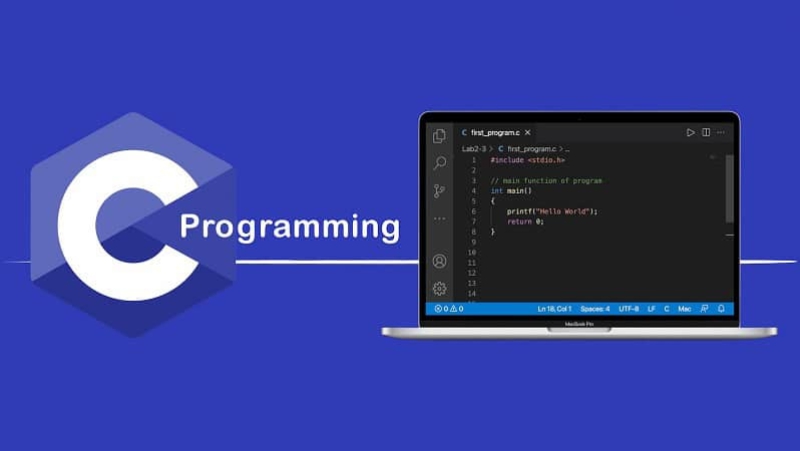 C Programming
C first_program.c ×
Lab2-3 > C first_program.c > ...
1 #include <stdio.h>
2
3 // main function of program
4 int main()
5 {
6 printf("Hello World");
7 return 0;
8 }
9
10
11
12
13
14
0 0 Ln 18, Col 1 Spaces: 4 UTF-8 LF C Mac
MacBook Pro